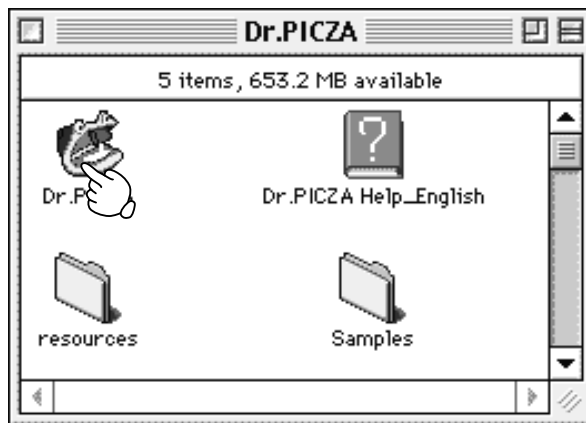 Dr.PICZA
5 items, 653.2 MB available
Dr.P
Dr.PICZA Help_English
resources
Samples